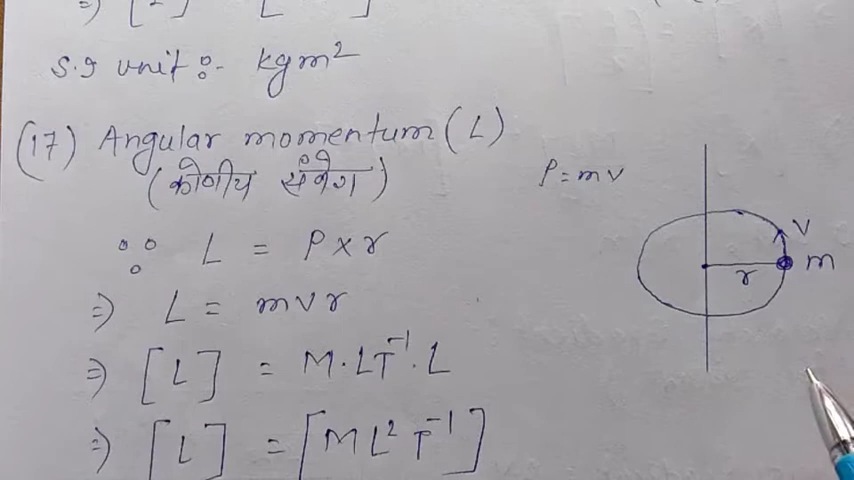 S.I unit :- kgm²
(17) Angular momentum (L)
(कोणीय संवेग)
∵ L = P × r
⇒ L = mvr
⇒ [L] = M·LT⁻¹·L
⇒ [L] = [ML²T⁻¹]
P = mv
v
m
r